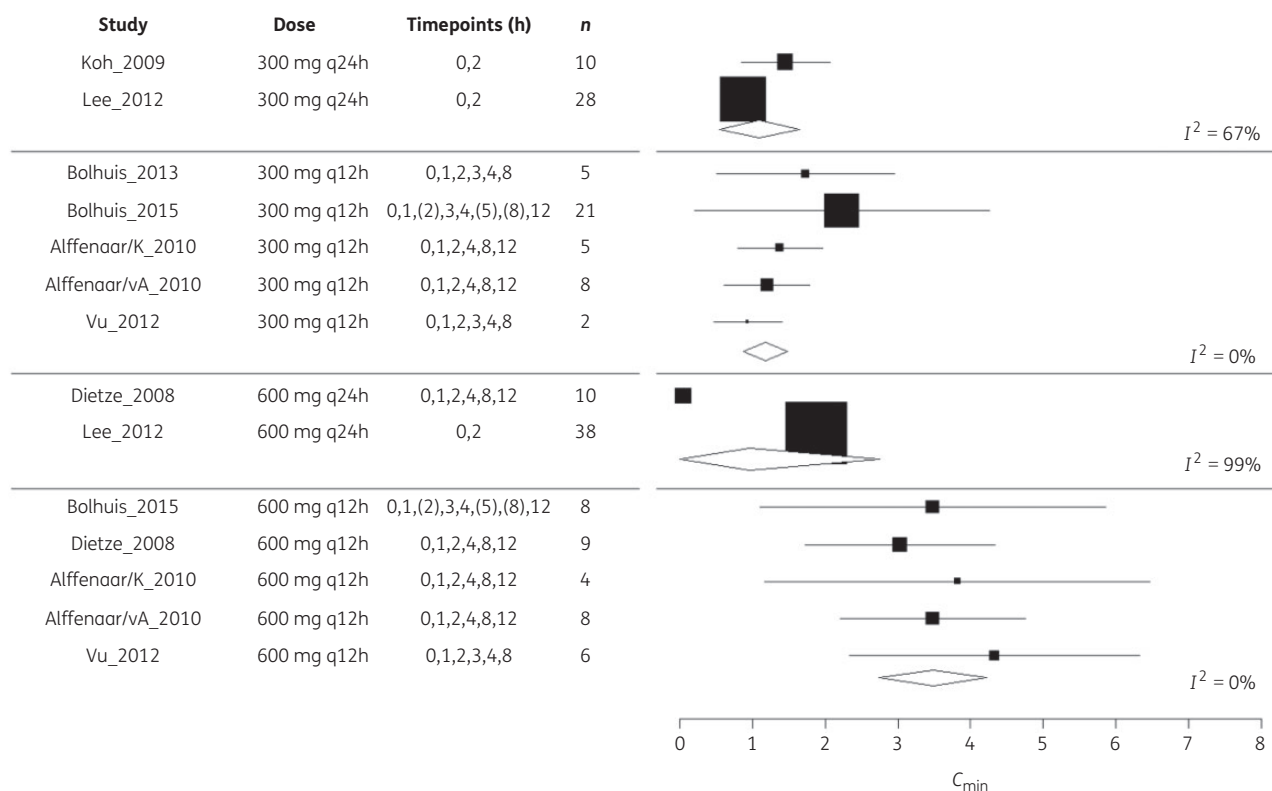 Study Dose Timepoints (h) n
Koh_2009 300 mg q24h 0,2 10
Lee_2012 300 mg q24h 0,2 28
I² = 67%
Bolhuis_2013 300 mg q12h 0,1,2,3,4,8 5
Bolhuis_2015 300 mg q12h 0,1,(2),3,4,(5),(8),12 21
Alffenaar/K_2010 300 mg q12h 0,1,2,4,8,12 5
Alffenaar/vA_2010 300 mg q12h 0,1,2,4,8,12 8
Vu_2012 300 mg q12h 0,1,2,3,4,8 2
I² = 0%
Dietze_2008 600 mg q24h 0,1,2,4,8,12 10
Lee_2012 600 mg q24h 0,2 38
I² = 99%
Bolhuis_2015 600 mg q12h 0,1,(2),3,4,(5),(8),12 8
Dietze_2008 600 mg q12h 0,1,2,4,8,12 9
Alffenaar/K_2010 600 mg q12h 0,1,2,4,8,12 4
Alffenaar/vA_2010 600 mg q12h 0,1,2,4,8,12 8
Vu_2012 600 mg q12h 0,1,2,3,4,8 6
I² = 0%
0 1 2 3 4 5 6 7 8
Cmin